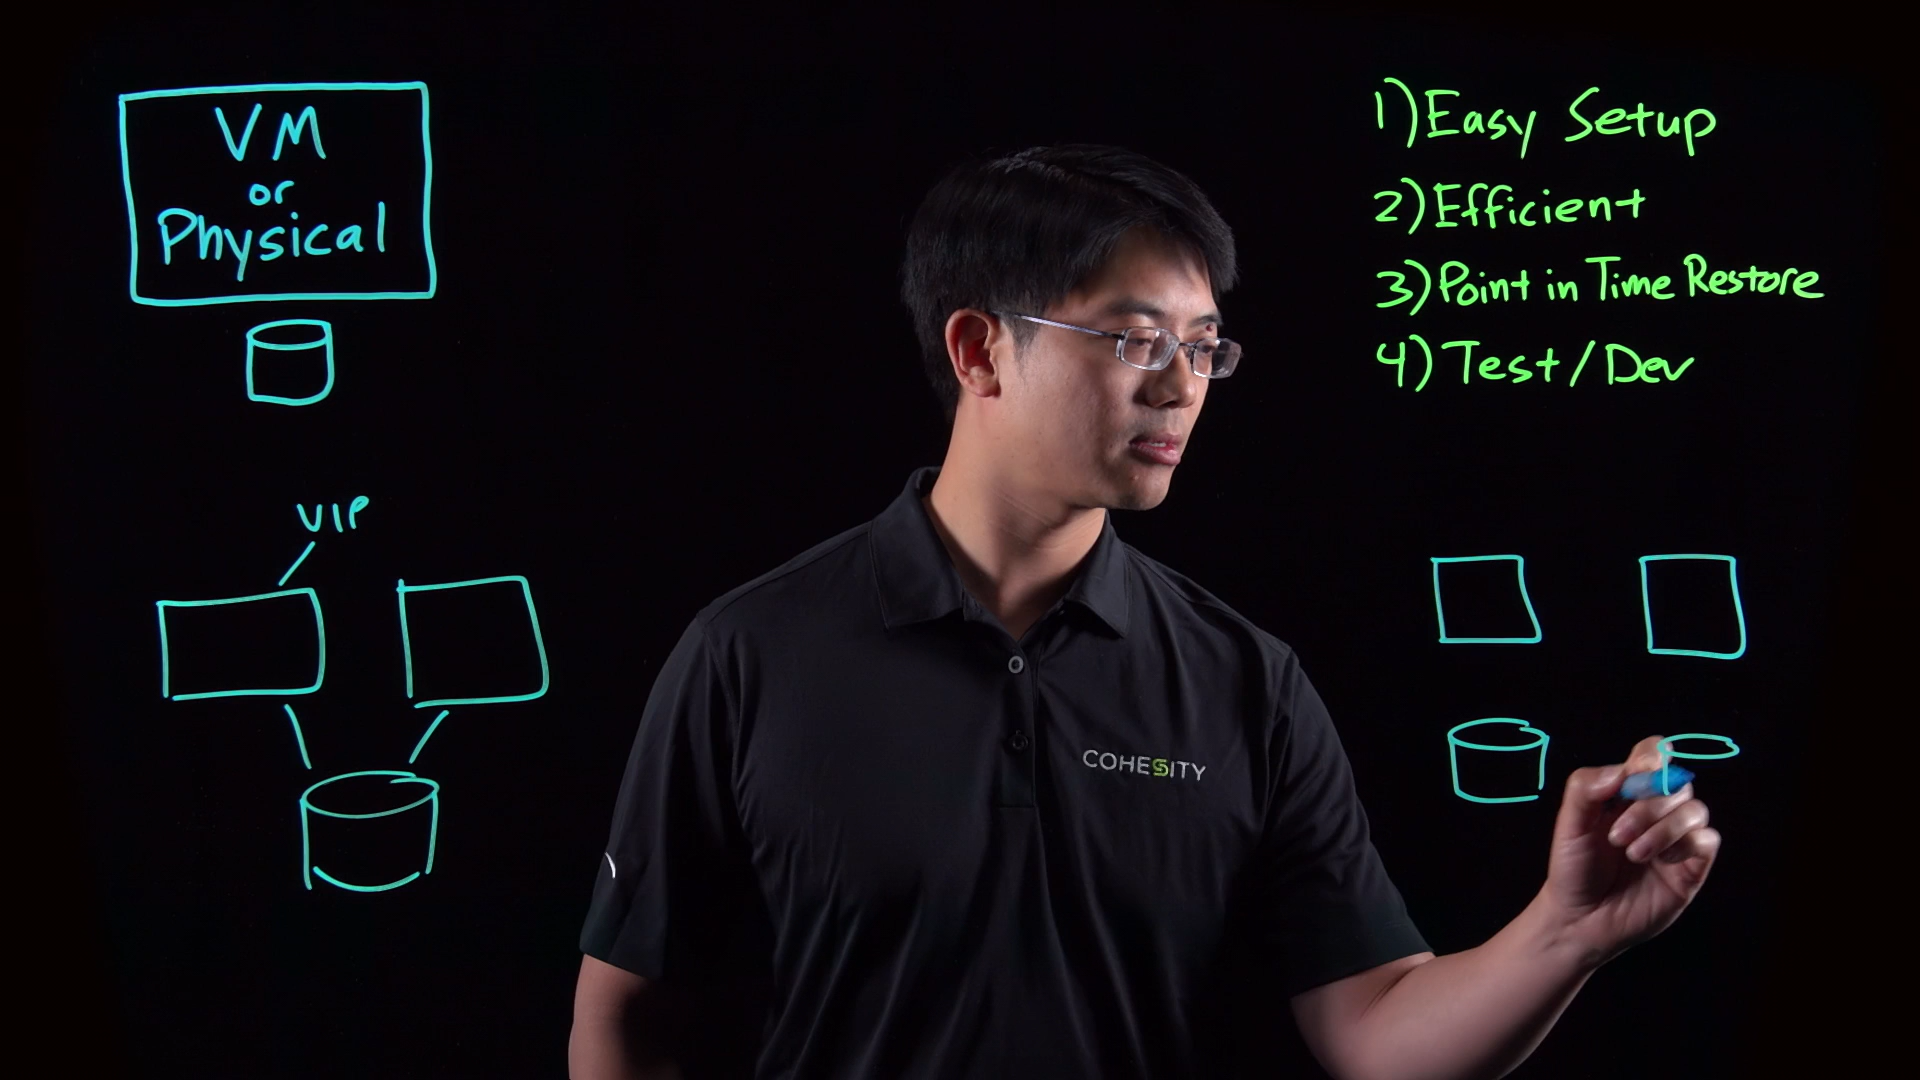 VM
or
Physical
VIP
1) Easy Setup
2) Efficient
3) Point in Time Restore
4) Test/Dev
COHESITY